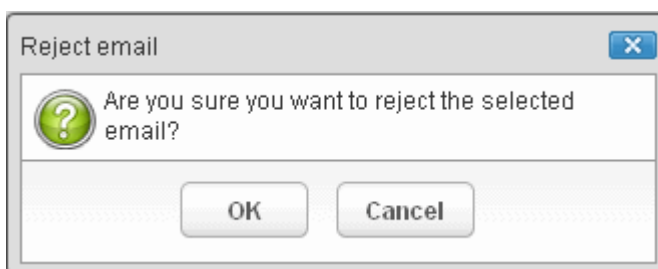 Reject email
Are you sure you want to reject the selected
email?
OK Cancel